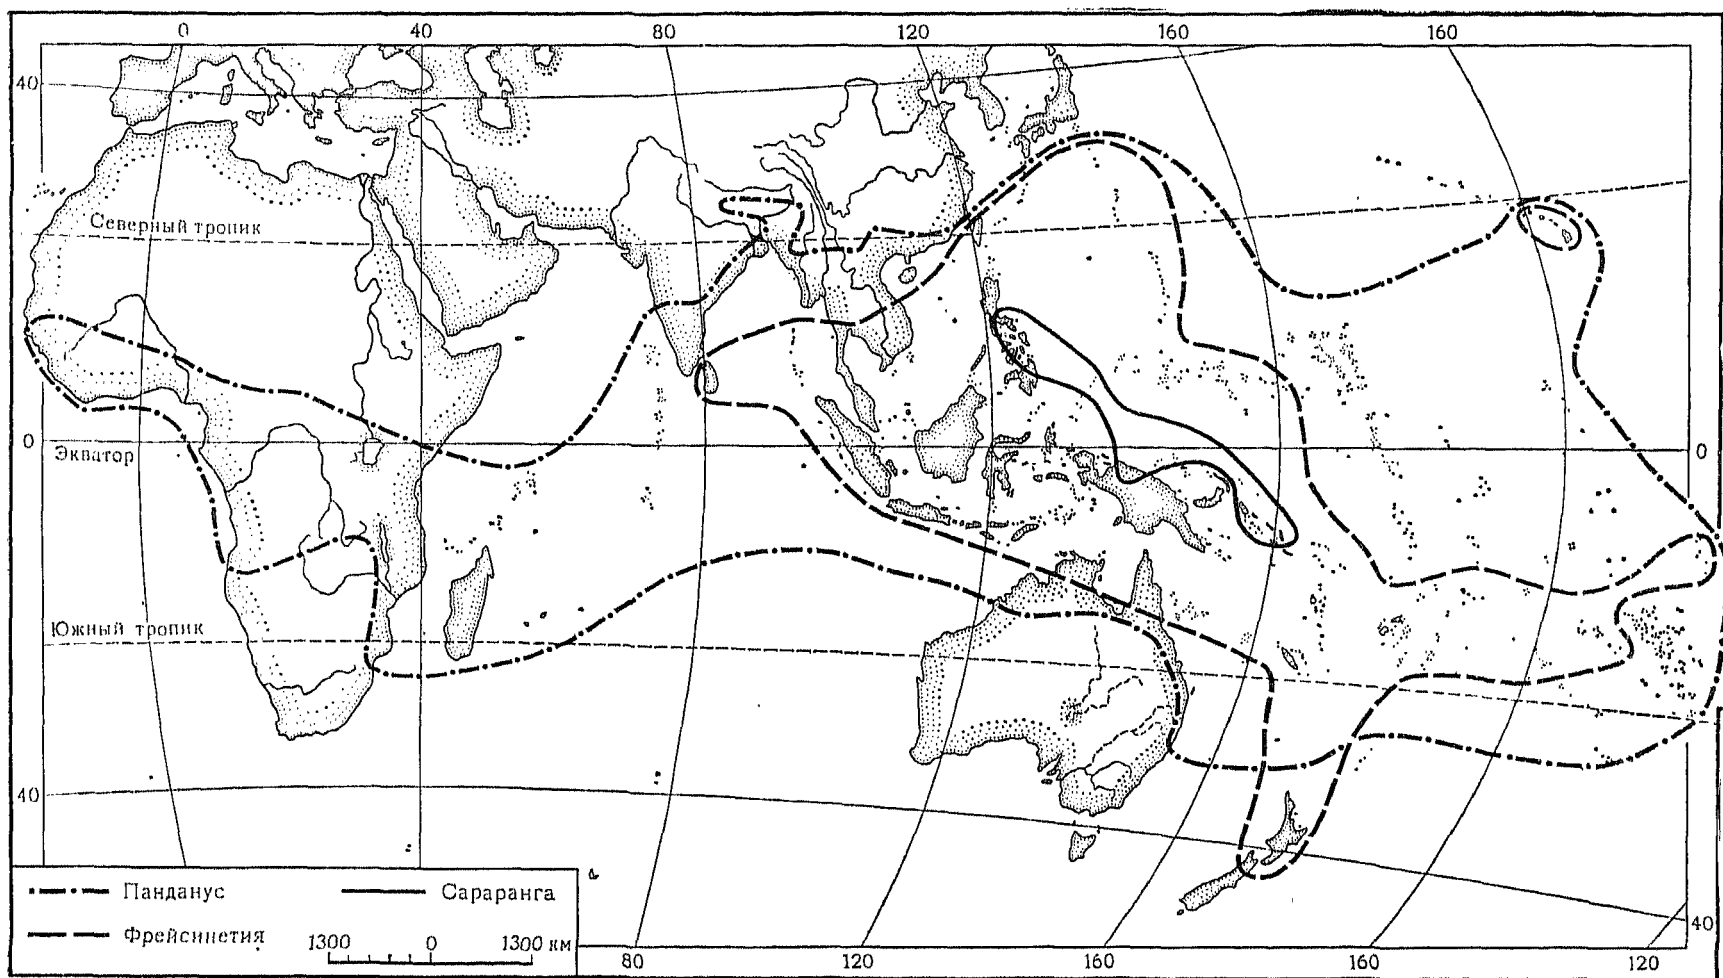 0 40 80 120 160 160
40
Северный тропик
0
Экватор
0
Южный тропик
40
Панданус
Сараранга
Фрейсинетия
1300 0 1300 км
40
80 120 160 160 120